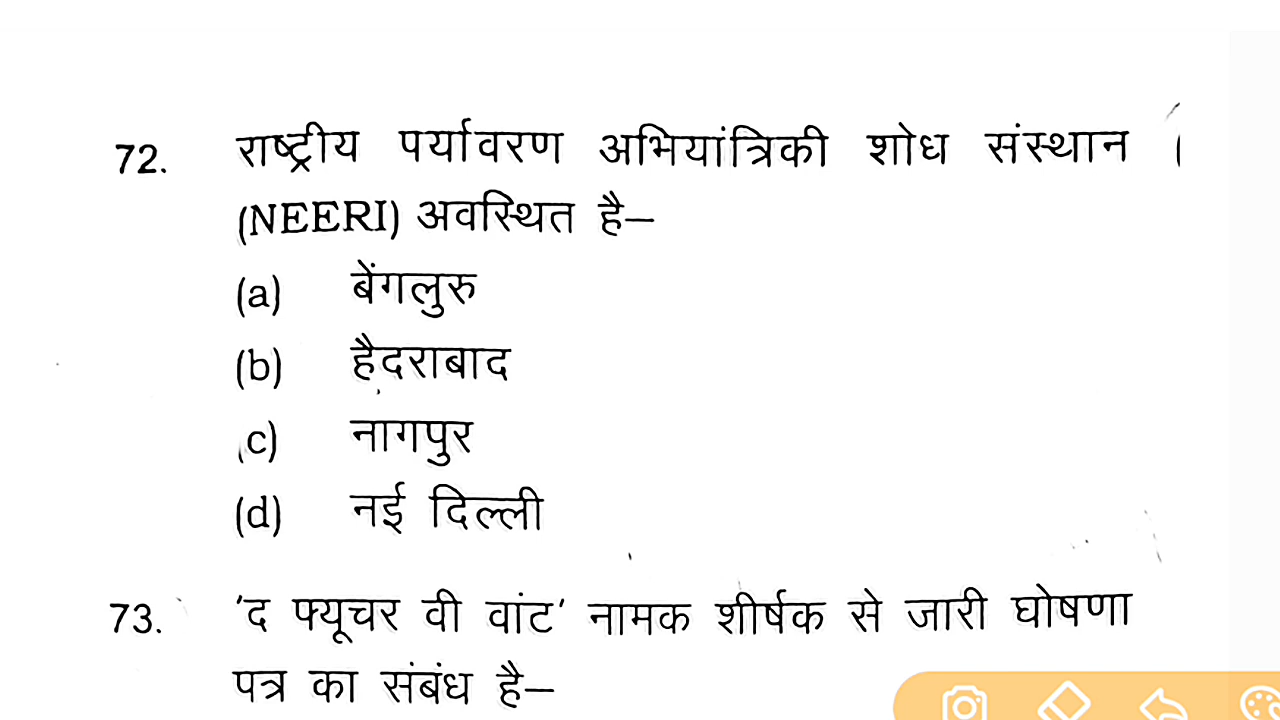 72. राष्ट्रीय पर्यावरण अभियांत्रिकी शोध संस्थान
(NEERI) अवस्थित है–
(a) बेंगलुरु
(b) हैदराबाद
(c) नागपुर
(d) नई दिल्ली
73. 'द फ्यूचर वी वांट' नामक शीर्षक से जारी घोषणा
पत्र का संबंध है–